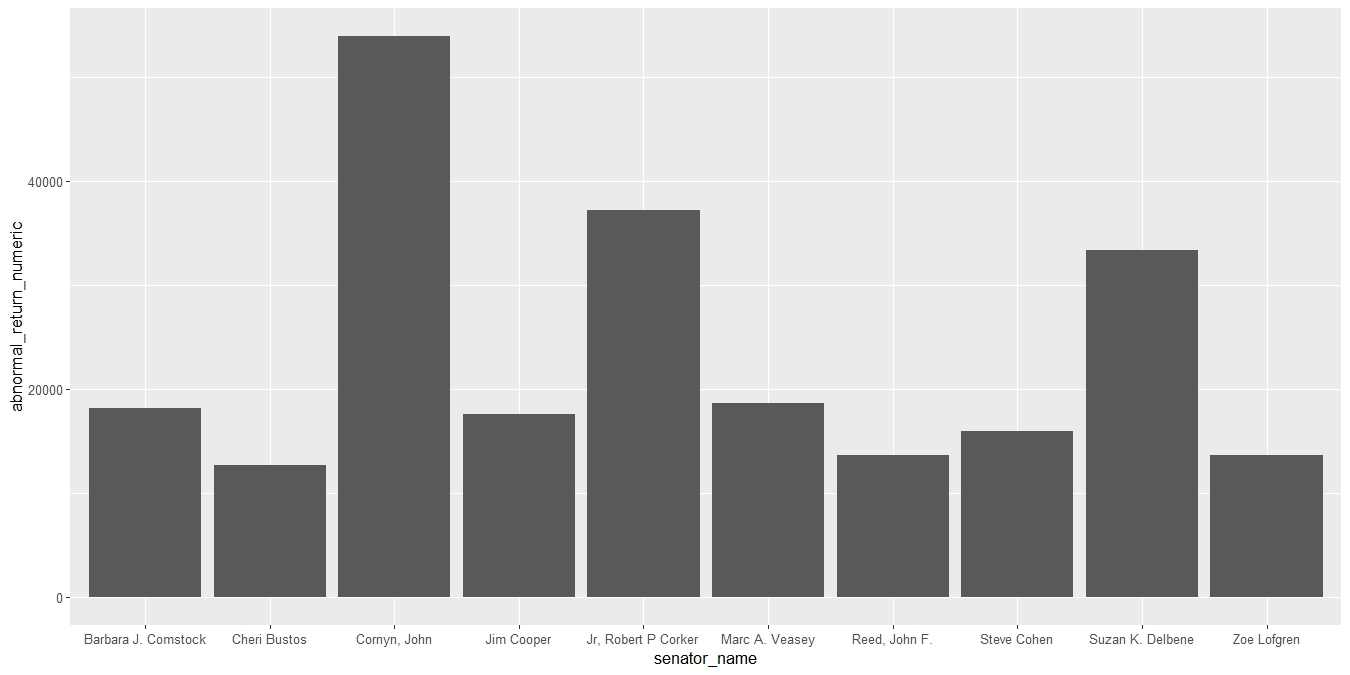 abnormal_return_numeric
40000
20000
0
Barbara J. Comstock Cheri Bustos Cornyn, John Jim Cooper Jr, Robert P Corker Marc A. Veasey Reed, John F. Steve Cohen Suzan K. Delbene Zoe Lofgren
senator_name